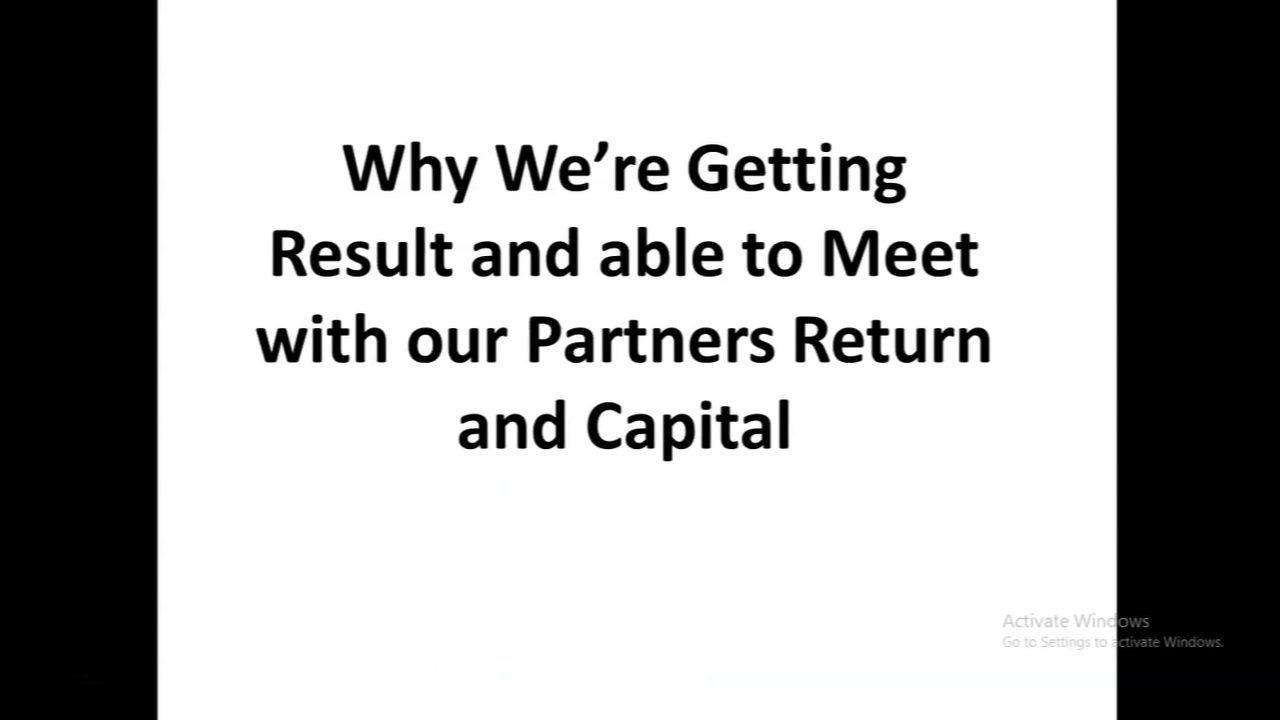 Why We’re Getting
Result and able to Meet
with our Partners Return
and Capital
Activate Windows
Go to Settings to activate Windows.